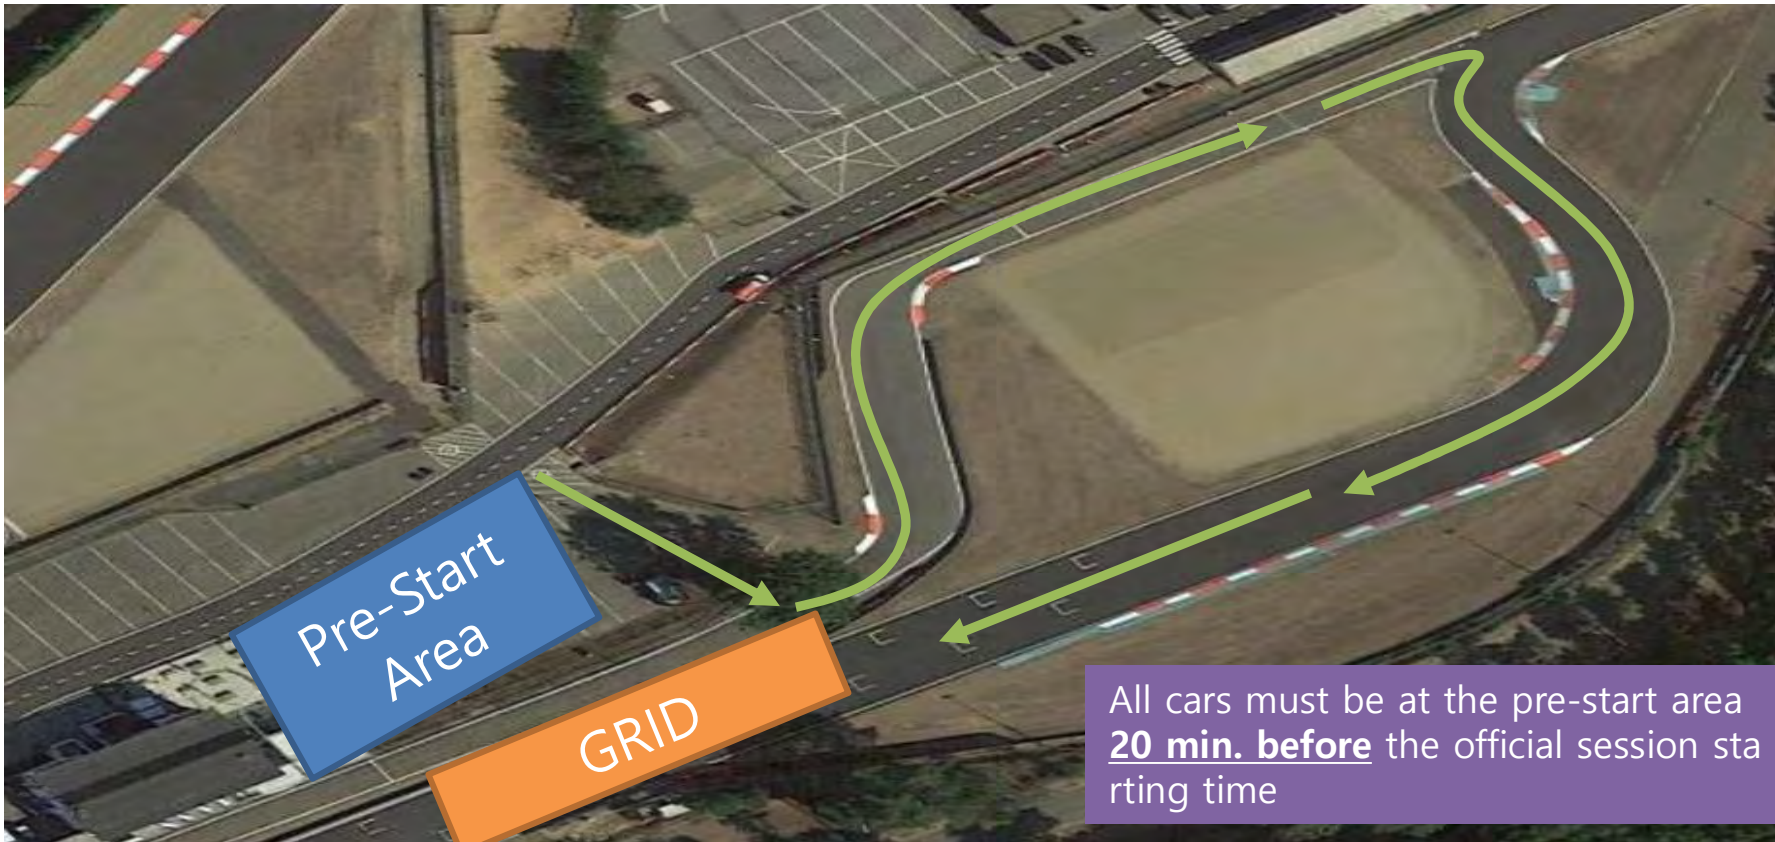 Pre-Start
Area
GRID
All cars must be at the pre-start area
20 min. before the official session sta
rting time